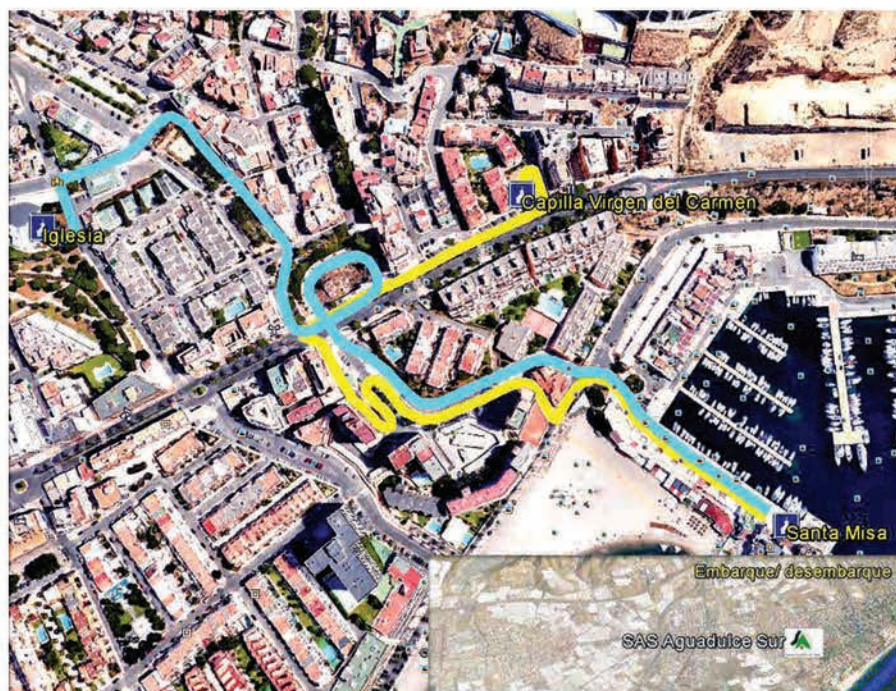 Capilla Virgen del Carmen
Iglesia
Santa Misa
Embarque/ desembarque
SAS Aguadulce Sur